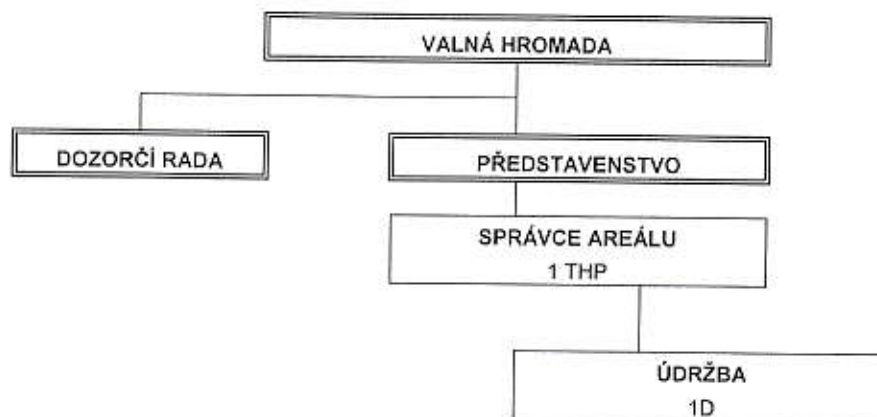 VALNÁ HROMADA
DOZORČÍ RADA
PŘEDSTAVENSTVO
SPRÁVCE AREÁLU
1 THP
ÚDRŽBA
1D